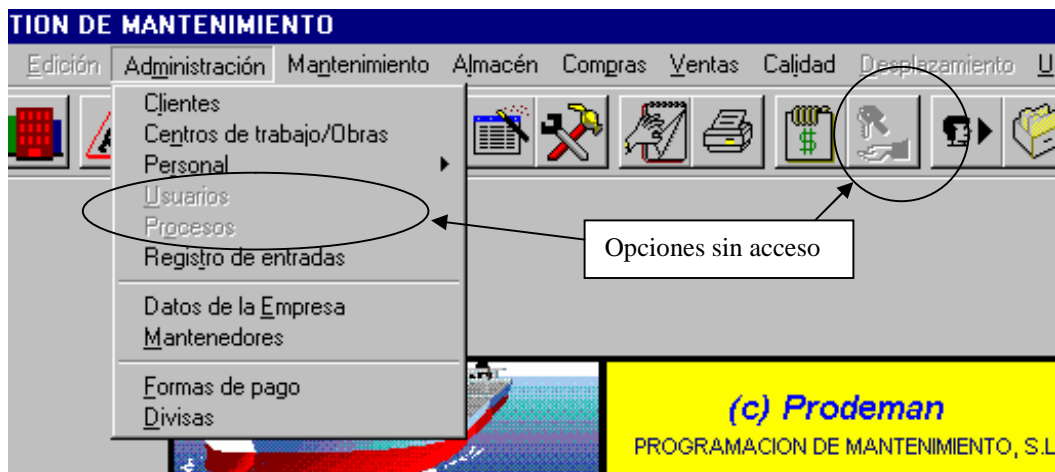 TION DE MANTENIMIENTO
Edición Administración Mantenimiento Almacén Compras Ventas Calidad Desplazamiento U
Clientes
Centros de trabajo/Obras
Personal
Usuarios
Procesos
Registro de entradas
Datos de la Empresa
Mantenedores
Formas de pago
Divisas
Opciones sin acceso
(c) Prodeman
PROGRAMACION DE MANTENIMIENTO, S.L